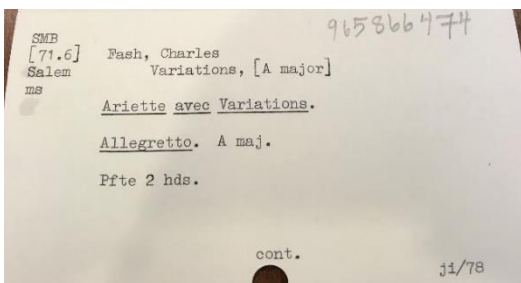 965866474
SMB
[71.6] Fash, Charles
Salem Variations, [A major]
ms
Ariette avec Variations.
Allegretto. A maj.
Pfte 2 hds.
cont.
ji/78